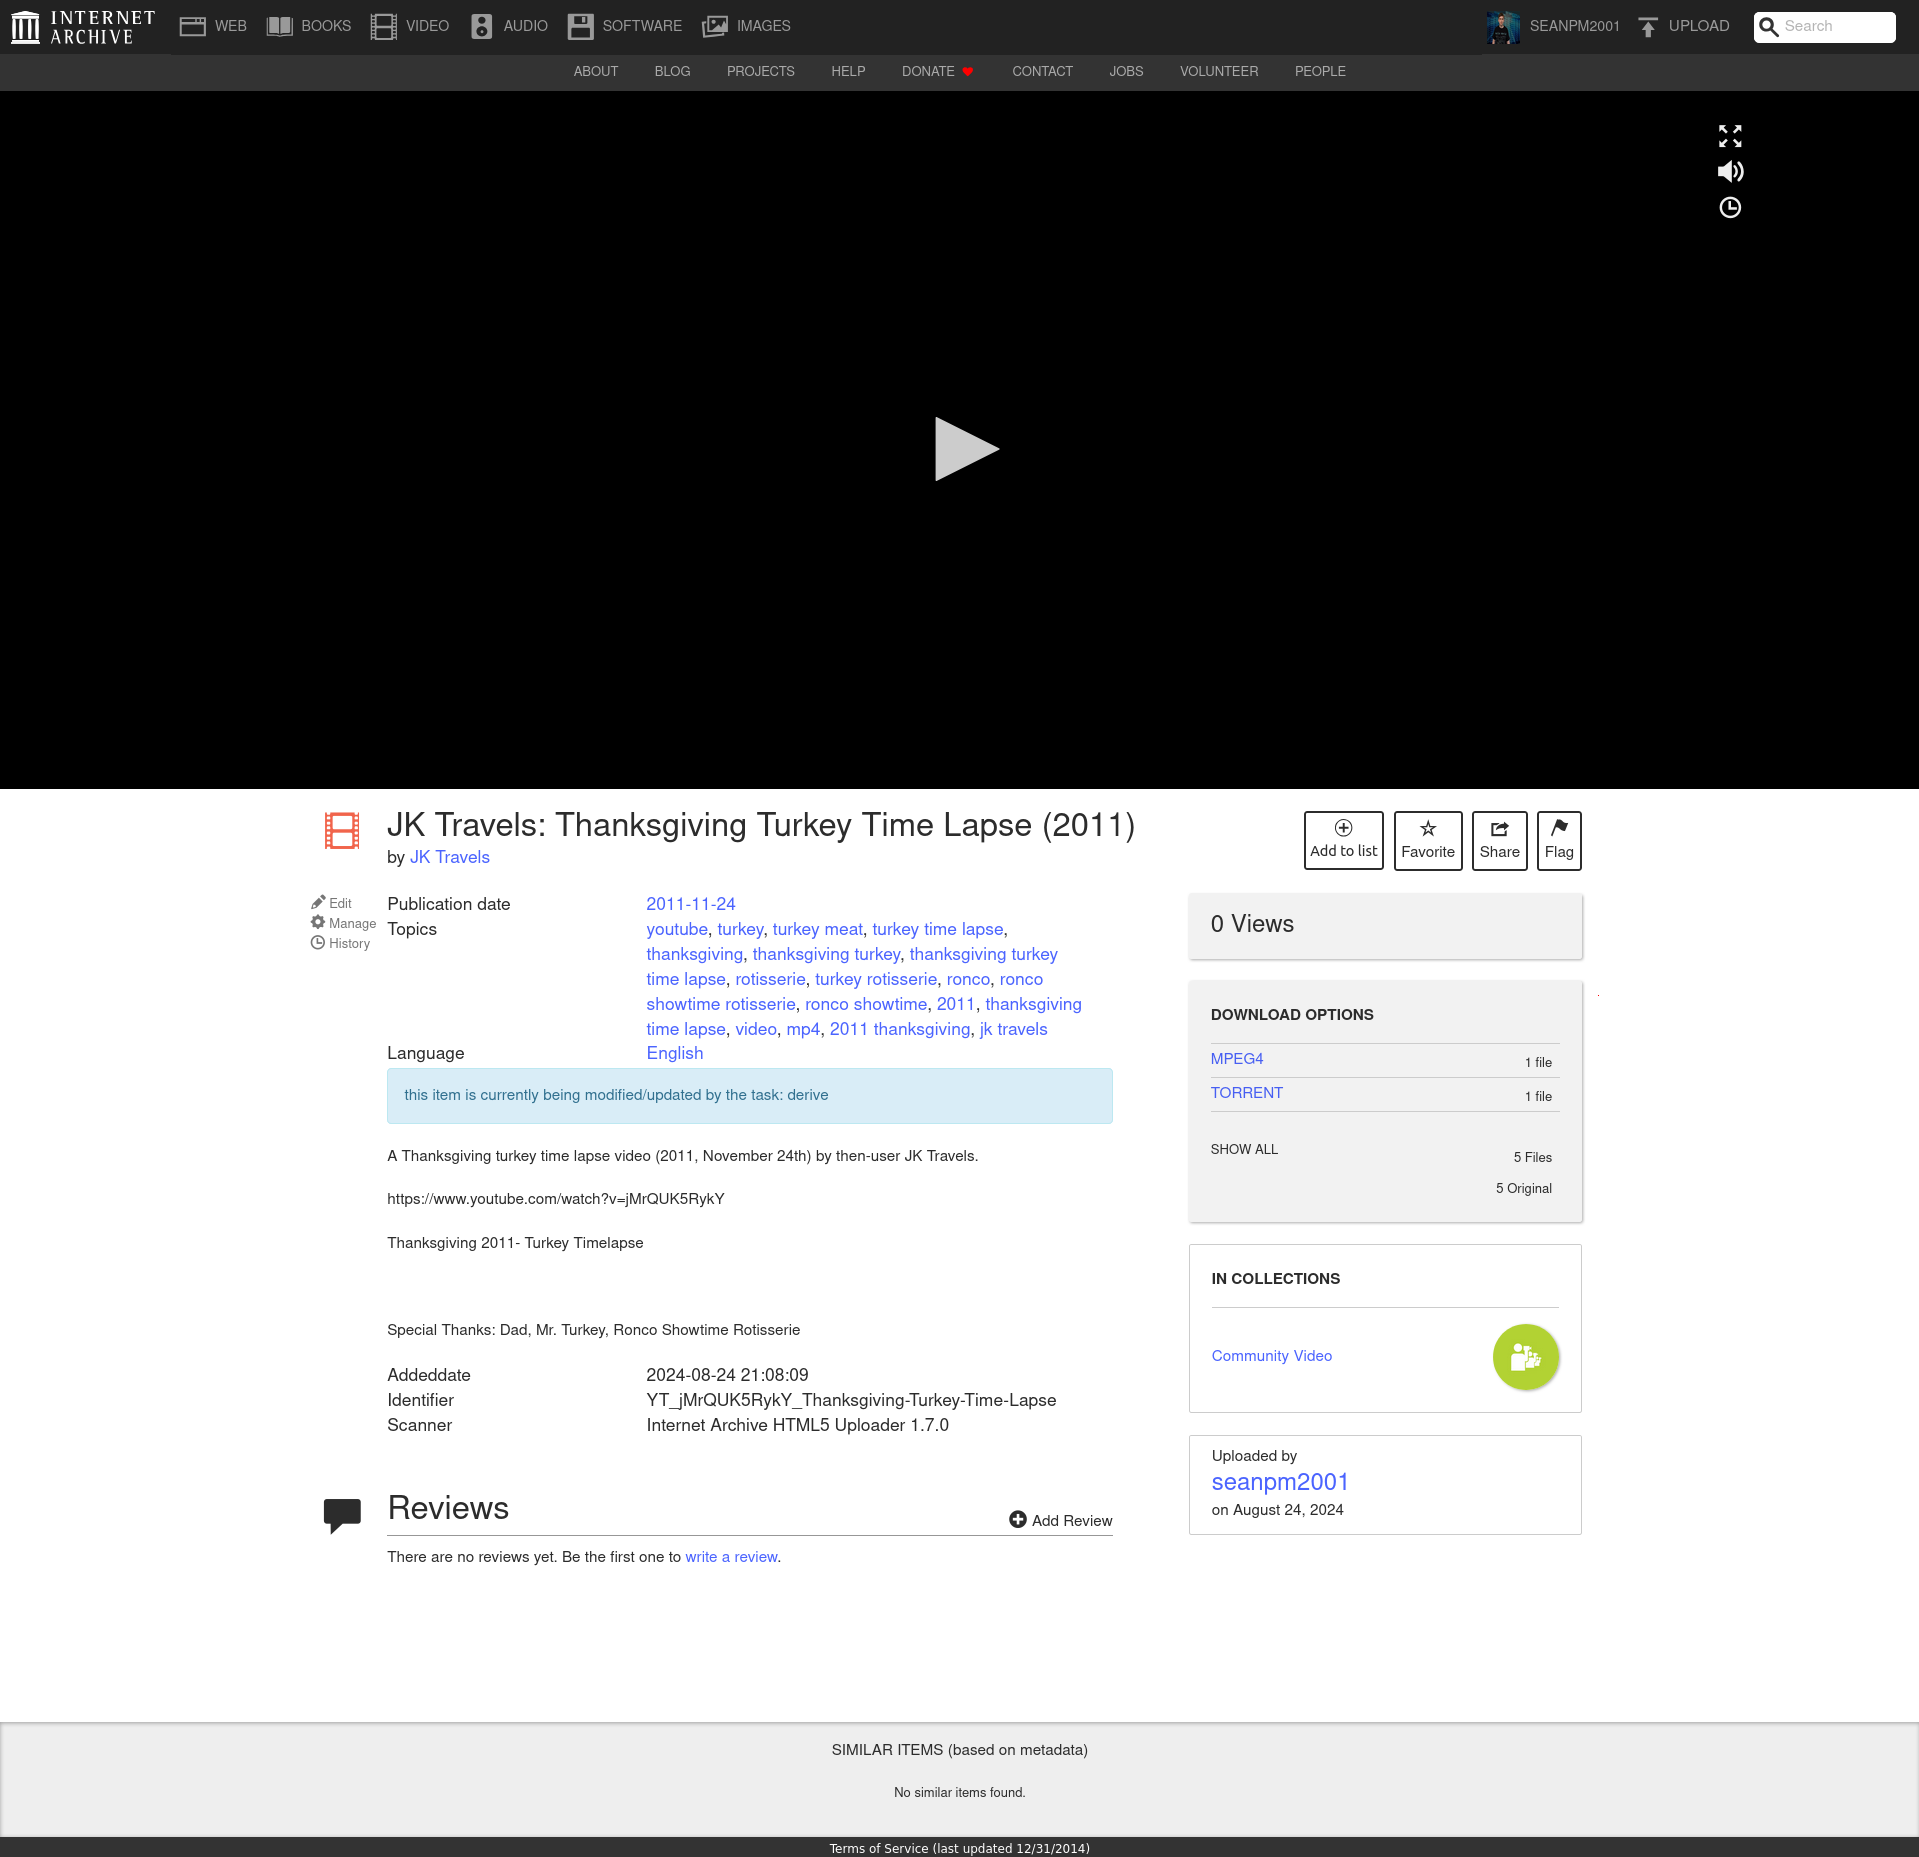 INTERNET ARCHIVE WEB BOOKS VIDEO AUDIO SOFTWARE IMAGES SEANPM2001 UPLOAD Search
ABOUT BLOG PROJECTS HELP DONATE CONTACT JOBS VOLUNTEER PEOPLE
JK Travels: Thanksgiving Turkey Time Lapse (2011)
by JK Travels
Add to list Favorite Share Flag
Edit
Manage
History
Publication date 2011-11-24
Topics youtube, turkey, turkey meat, turkey time lapse,
thanksgiving, thanksgiving turkey, thanksgiving turkey
time lapse, rotisserie, turkey rotisserie, ronco, ronco
showtime rotisserie, ronco showtime, 2011, thanksgiving
time lapse, video, mp4, 2011 thanksgiving, jk travels
Language English
this item is currently being modified/updated by the task: derive
A Thanksgiving turkey time lapse video (2011, November 24th) by then-user JK Travels.
https://www.youtube.com/watch?v=jMrQUK5RykY
Thanksgiving 2011- Turkey Timelapse
Special Thanks: Dad, Mr. Turkey, Ronco Showtime Rotisserie
Addeddate 2024-08-24 21:08:09
Identifier YT_jMrQUK5RykY_Thanksgiving-Turkey-Time-Lapse
Scanner Internet Archive HTML5 Uploader 1.7.0
Reviews
Add Review
There are no reviews yet. Be the first one to write a review.
0 Views
DOWNLOAD OPTIONS
MPEG4 1 file
TORRENT 1 file
SHOW ALL 5 Files
5 Original
IN COLLECTIONS
Community Video
Uploaded by
seanpm2001
on August 24, 2024
SIMILAR ITEMS (based on metadata)
No similar items found.
Terms of Service (last updated 12/31/2014)